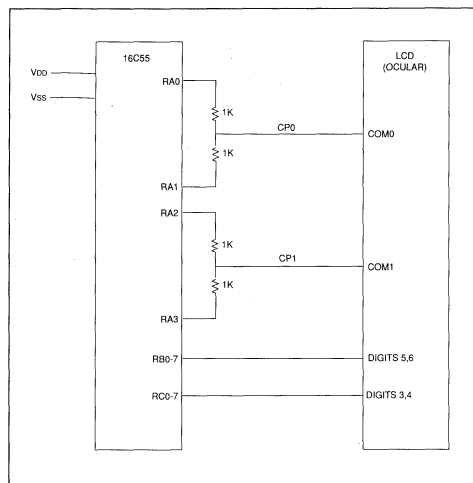 16C55
LCD
(OCULAR)
VDD
VSS
RA0
1K
CP0
COM0
1K
RA1
RA2
1K
CP1
COM1
1K
RA3
RB0-7
DIGITS 5,6
RC0-7
DIGITS 3,4